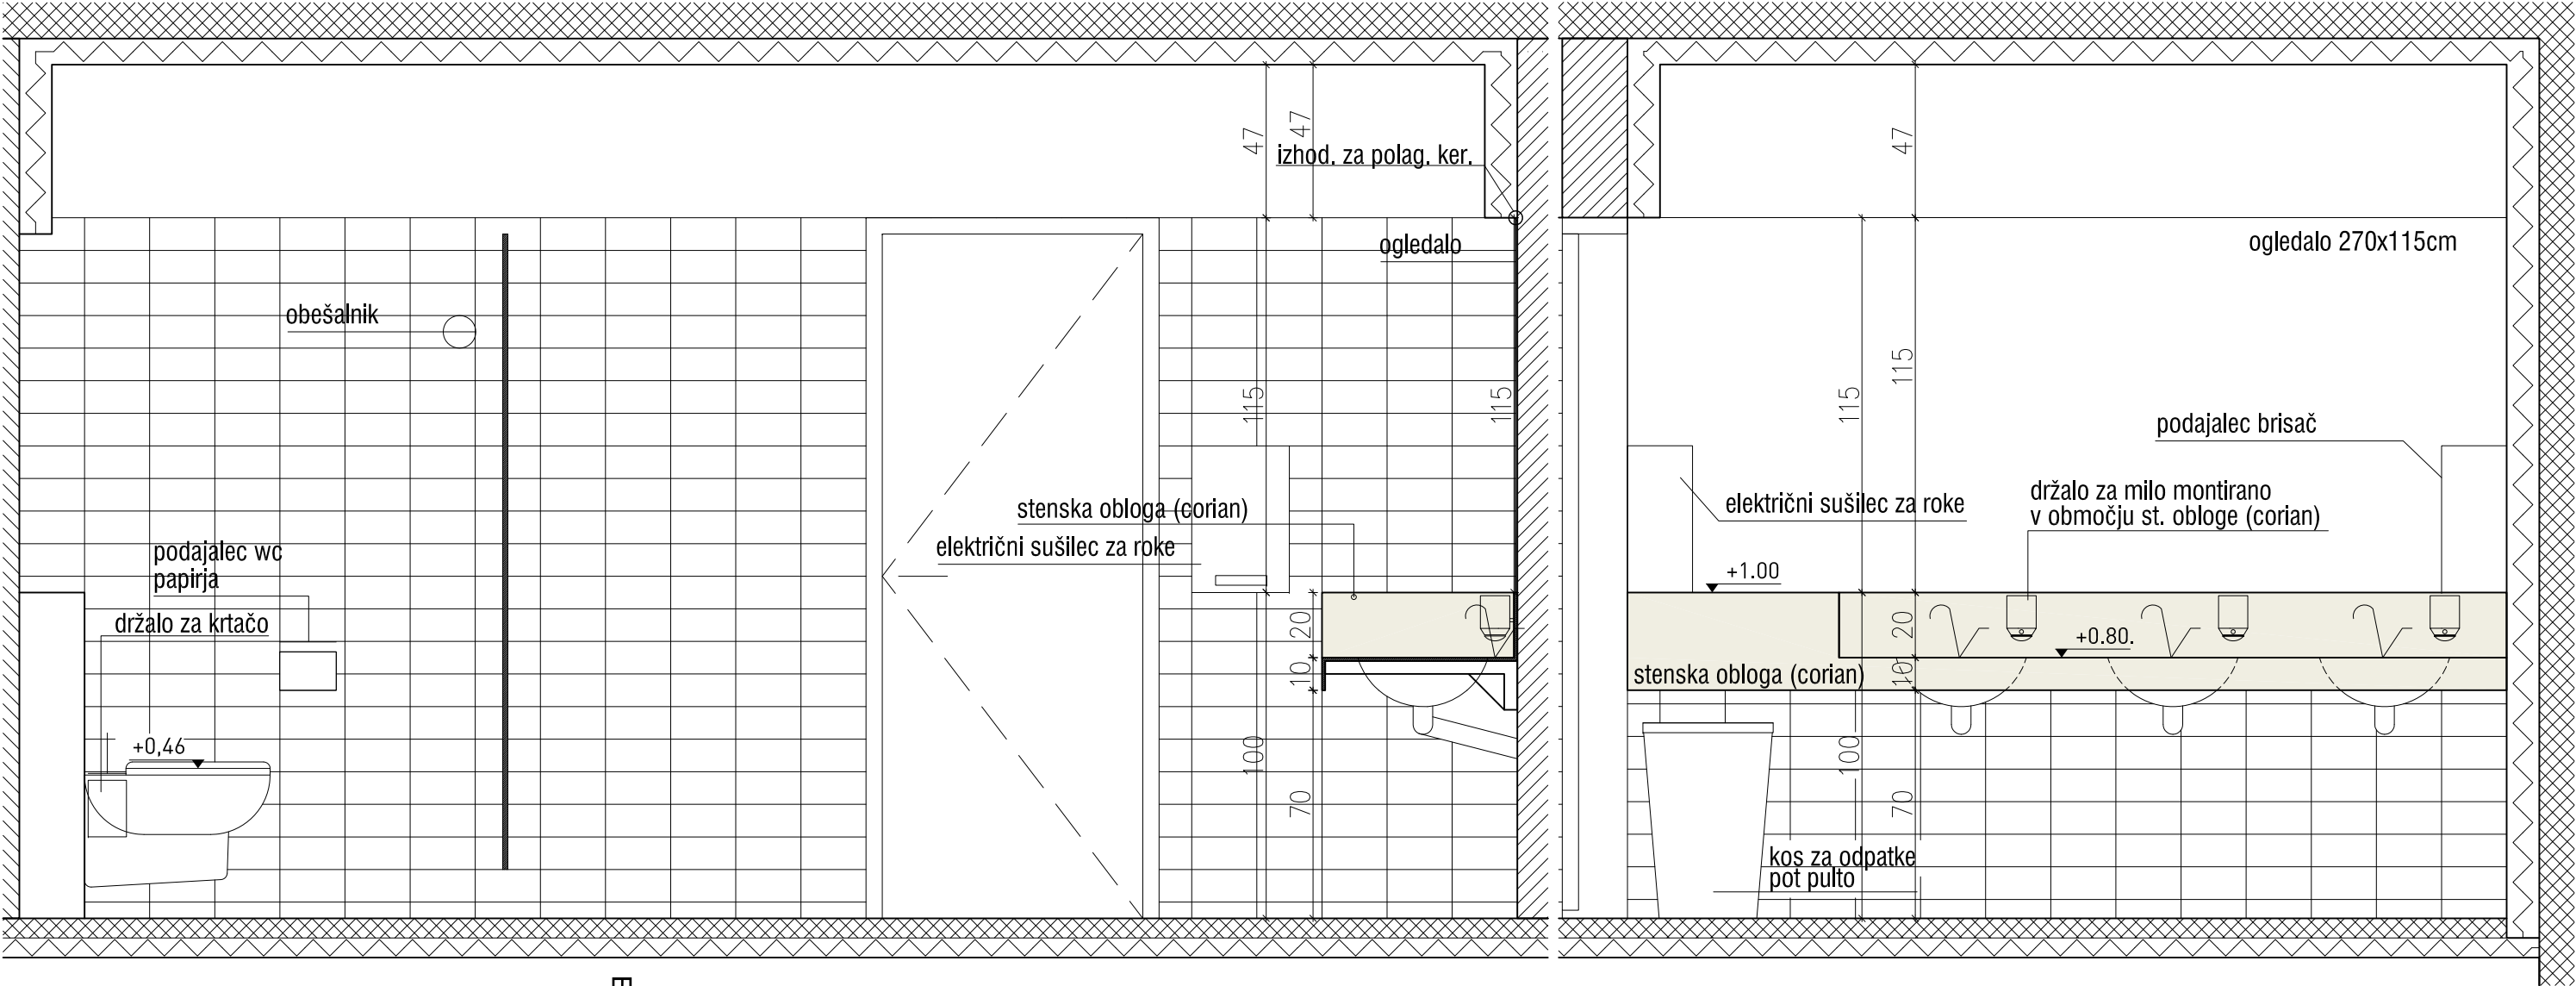 47
47
izhod. za polag. ker.
ogledalo
obešalnik
115
115
stenska obloga (corian)
električni sušilec za roke
podajalec wc
papirja
držalo za krtačo
+0,46
20
10
100
70
47
ogledalo 270x115cm
115
115
podajalec brisač
električni sušilec za roke
držalo za milo montirano
v območju st. obloge (corian)
+1.00
20
+0.80.
10
stenska obloga (corian)
100
70
kos za odpatke
pot pulto
E